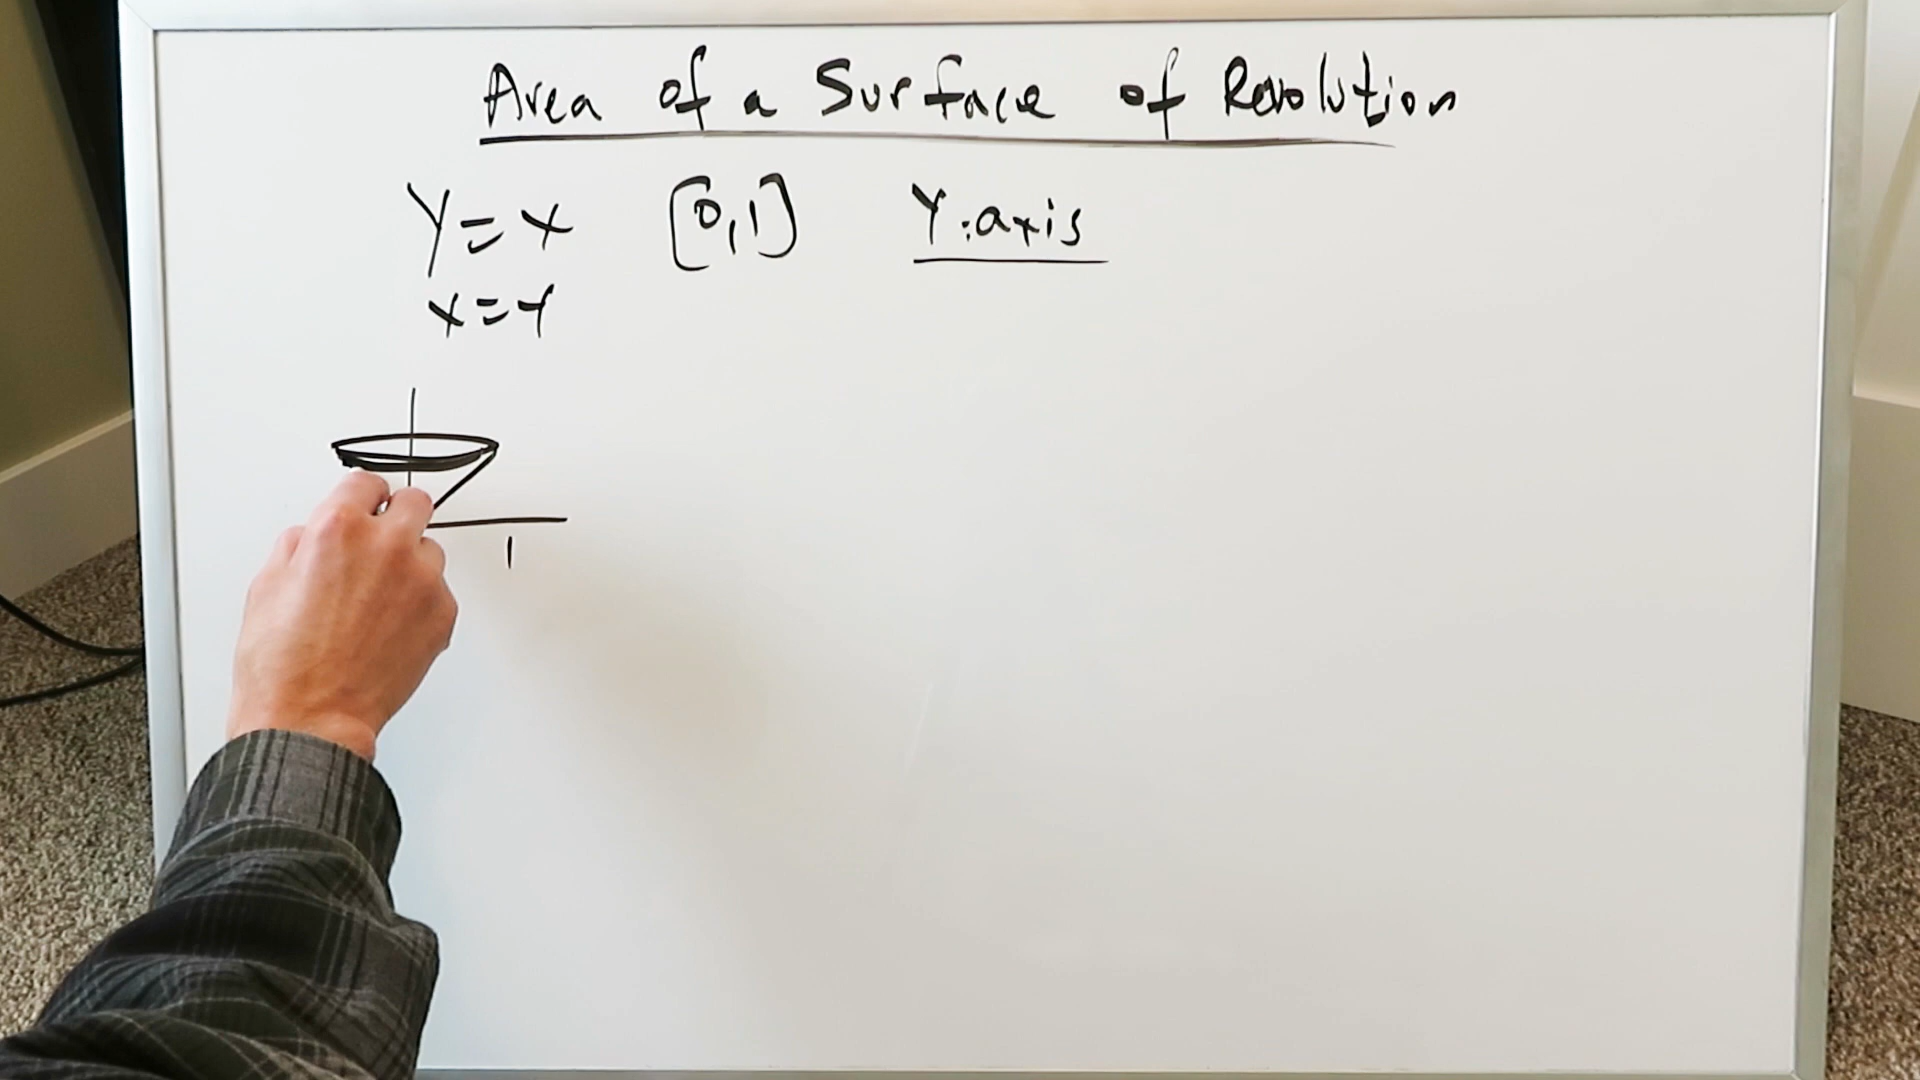 Area of a Surface of Revolution
Y=x [0,1] Y-axis
x=Y
1